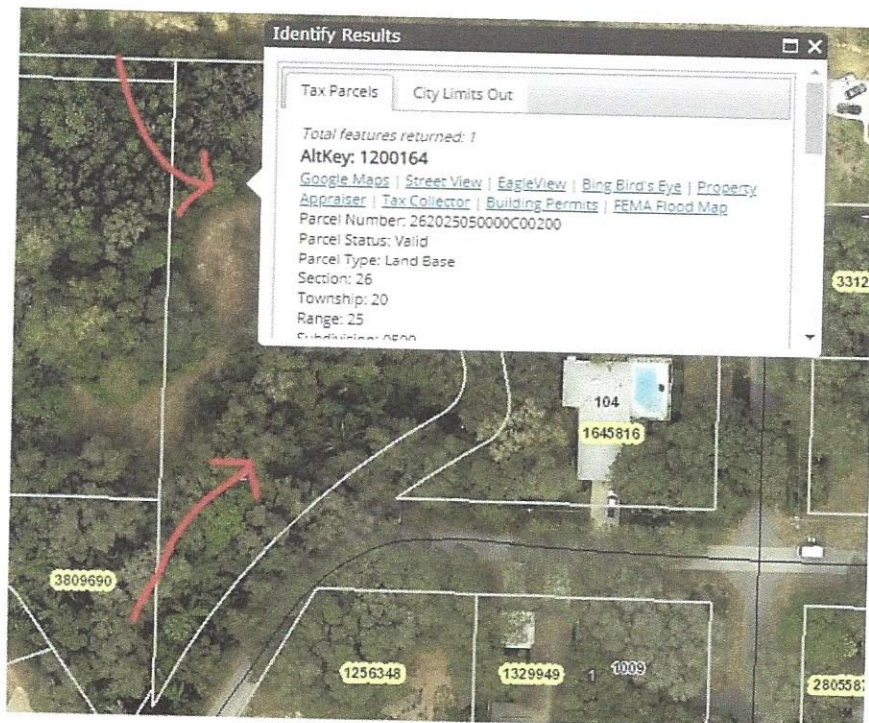 Identify Results
Tax Parcels
City Limits Out
Total features returned: 1
AltKey: 1200164
Google Maps | Street View | EagleView | Bing Bird's Eye | Property
Appraiser | Tax Collector | Building Permits | FEMA Flood Map
Parcel Number: 262025050000C00200
Parcel Status: Valid
Parcel Type: Land Base
Section: 26
Township: 20
Range: 25
3312
104
1645816
3809690
1256348
1329949
1
1009
280558